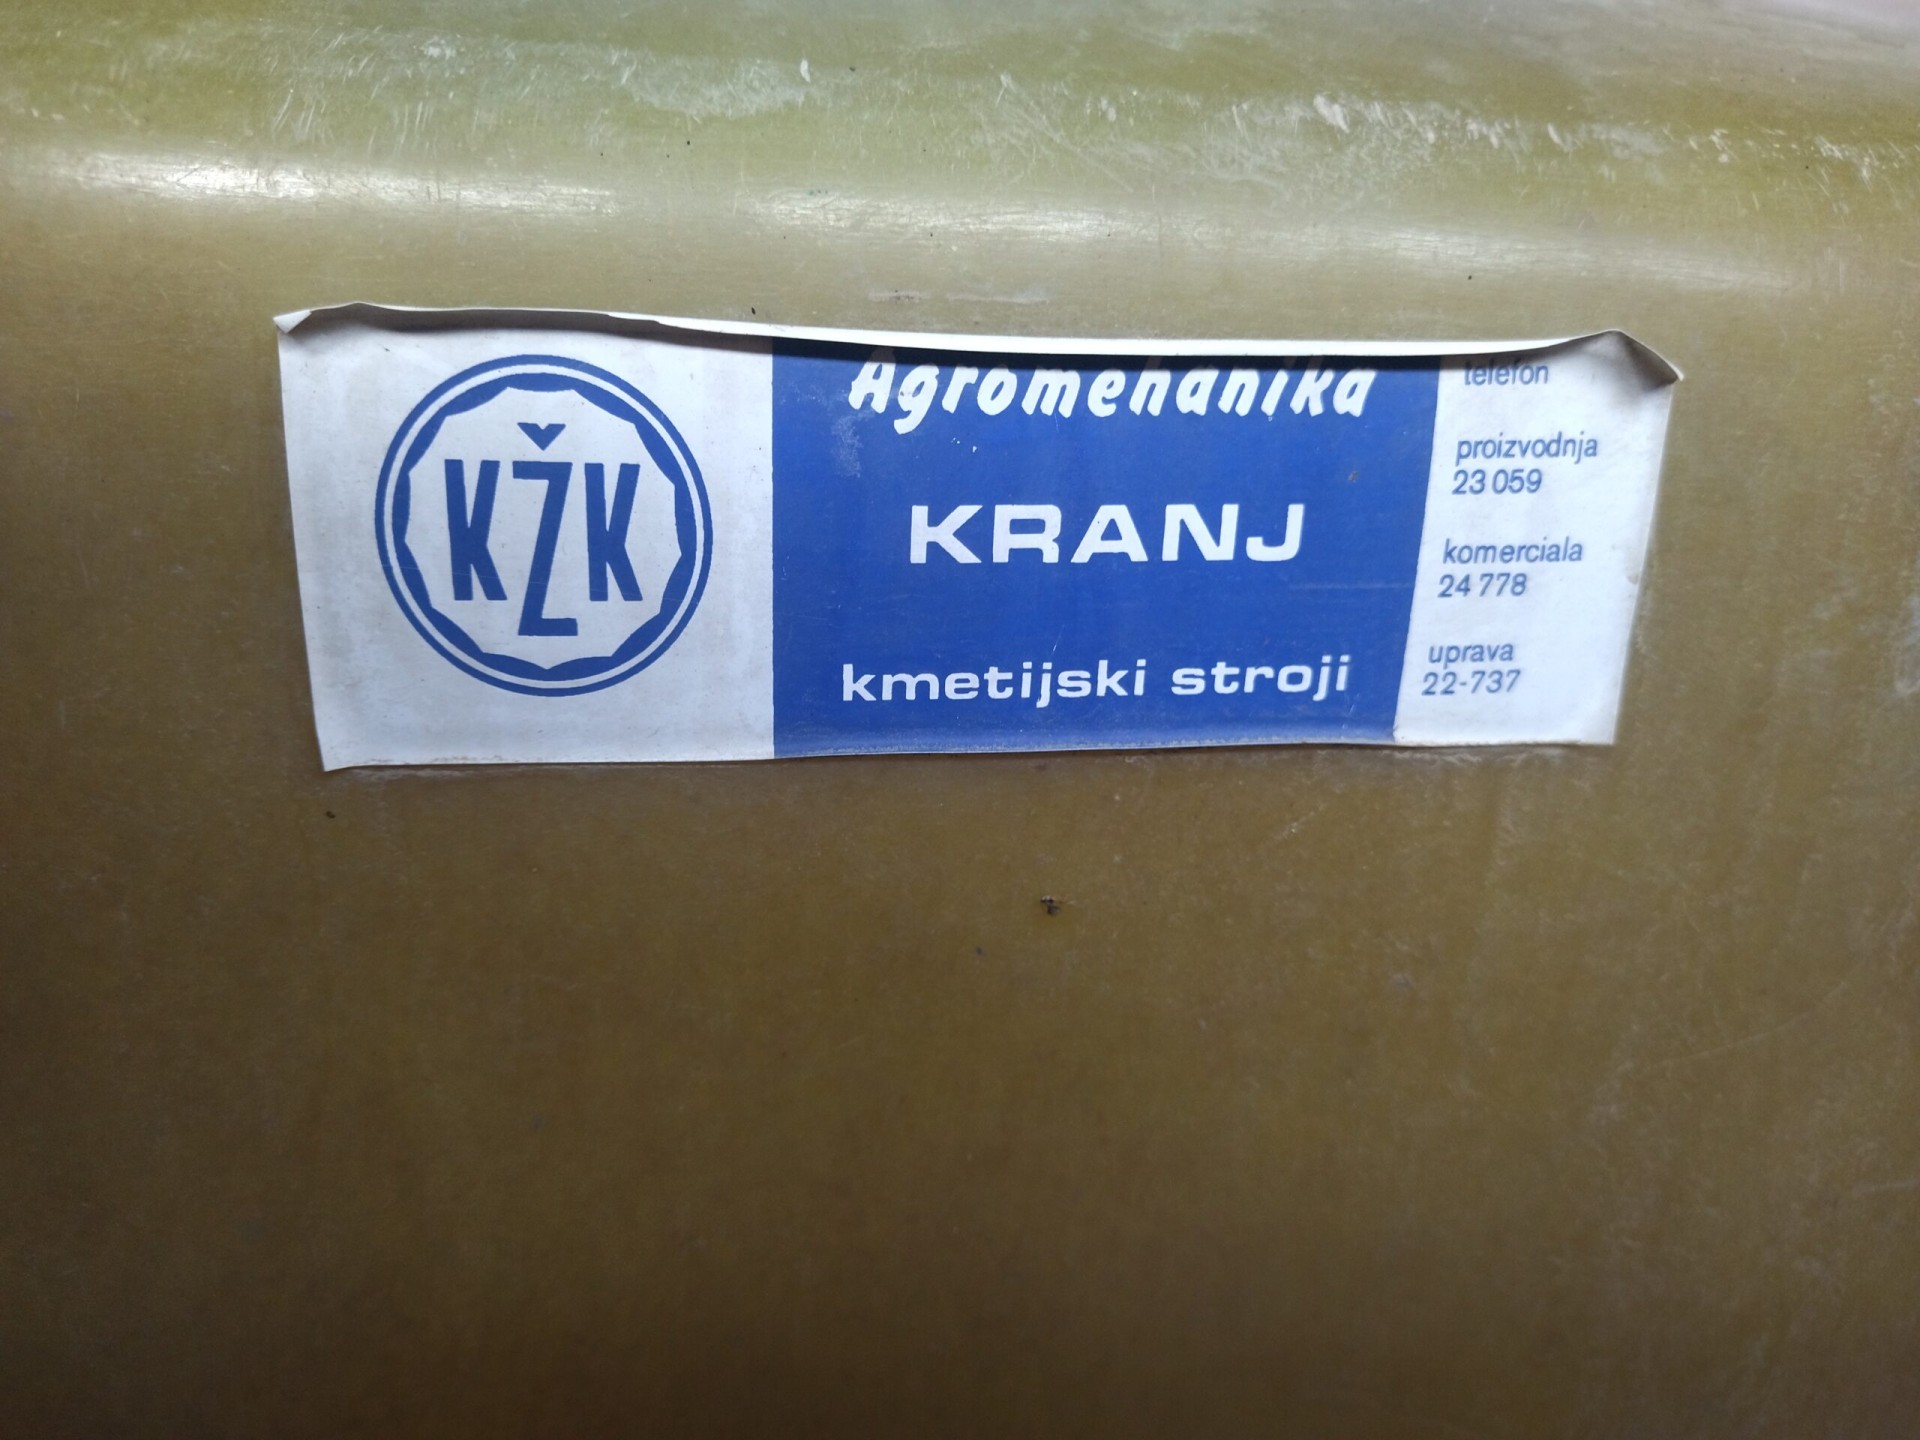 KŽK
Agromehanika
KRANJ
kmetijski stroji
telefon
proizvodnja
23 059
komerciala
24 778
uprava
22-737